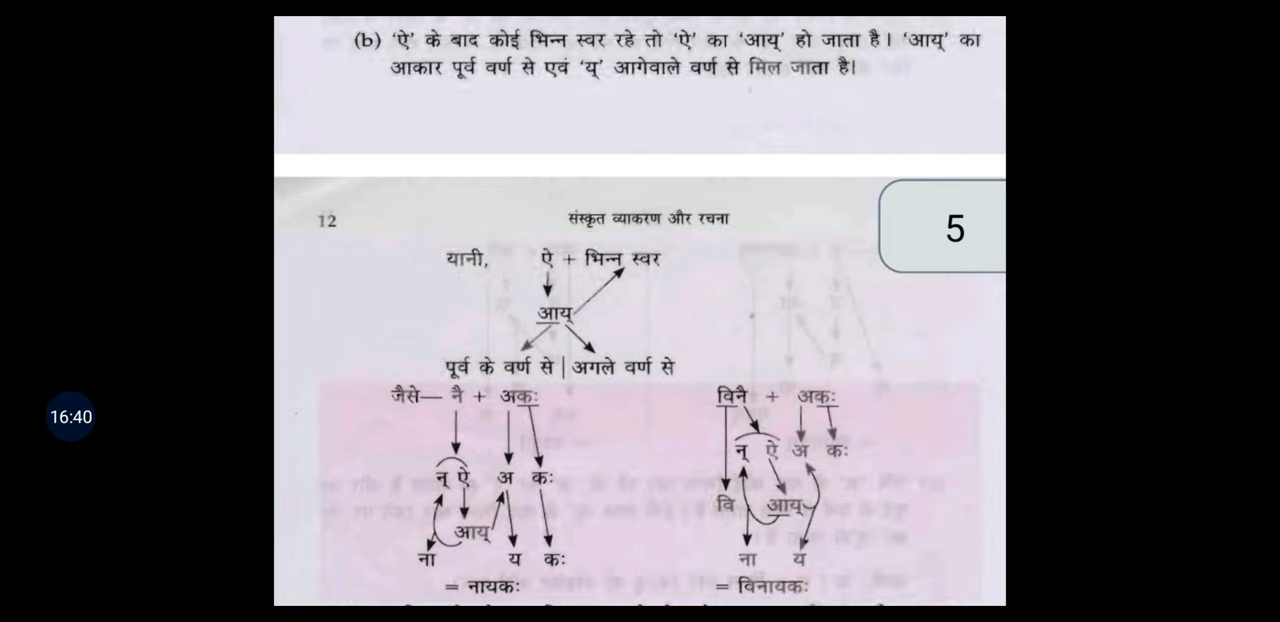 (b) ‘ऐ’ के बाद कोई भिन्न स्वर रहे तो ‘ऐ’ का ‘आय्’ हो जाता है। ‘आय्’ का
आकार पूर्व वर्ण से एवं ‘य्’ आगेवाले वर्ण से मिल जाता है।
12 संस्कृत व्याकरण और रचना 5
यानी, ऐ + भिन्न स्वर
आय्
पूर्व के वर्ण से | अगले वर्ण से
जैसे— नै + अकः विनै + अकः
न् ऐ अ कः न् ऐ अ कः
आय् वि आय्
ना य कः ना य
= नायकः = विनायकः
16:40